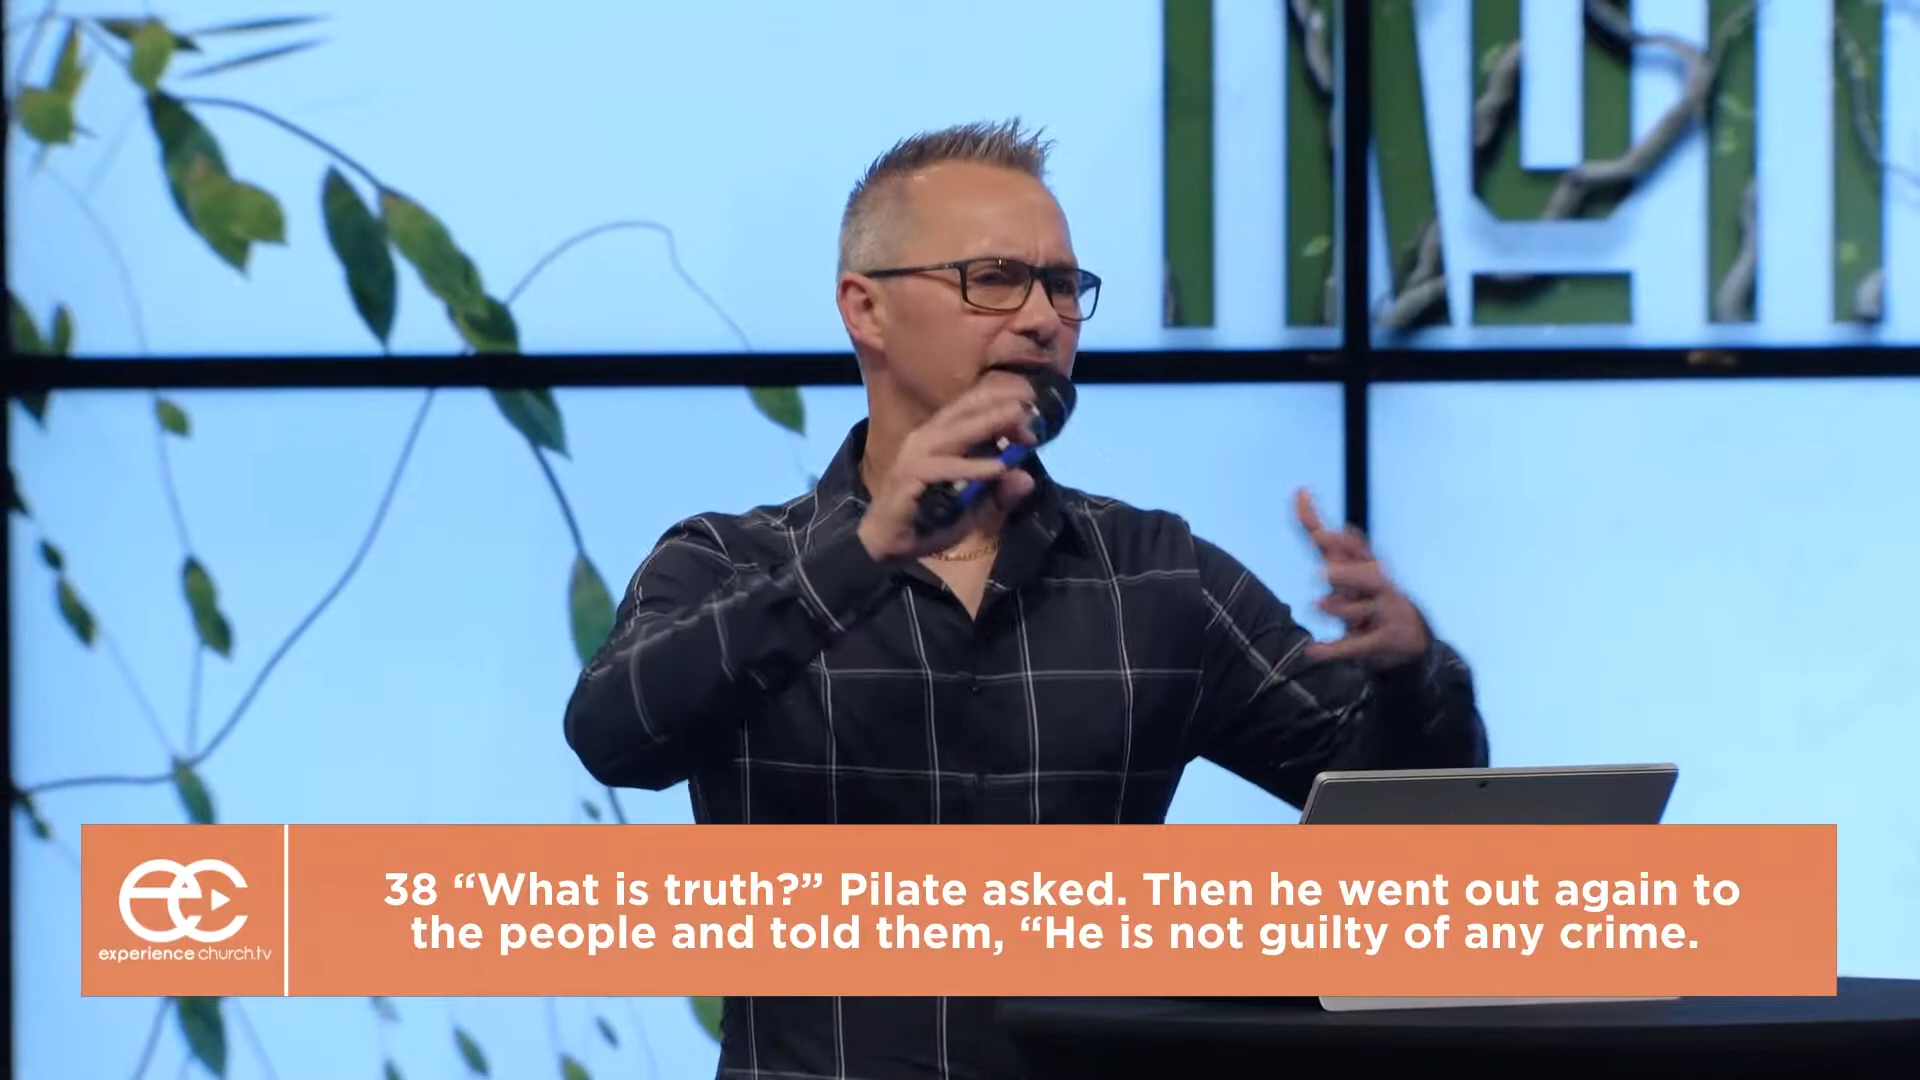 38 “What is truth?” Pilate asked. Then he went out again to
the people and told them, “He is not guilty of any crime.
ec
experience church.tv